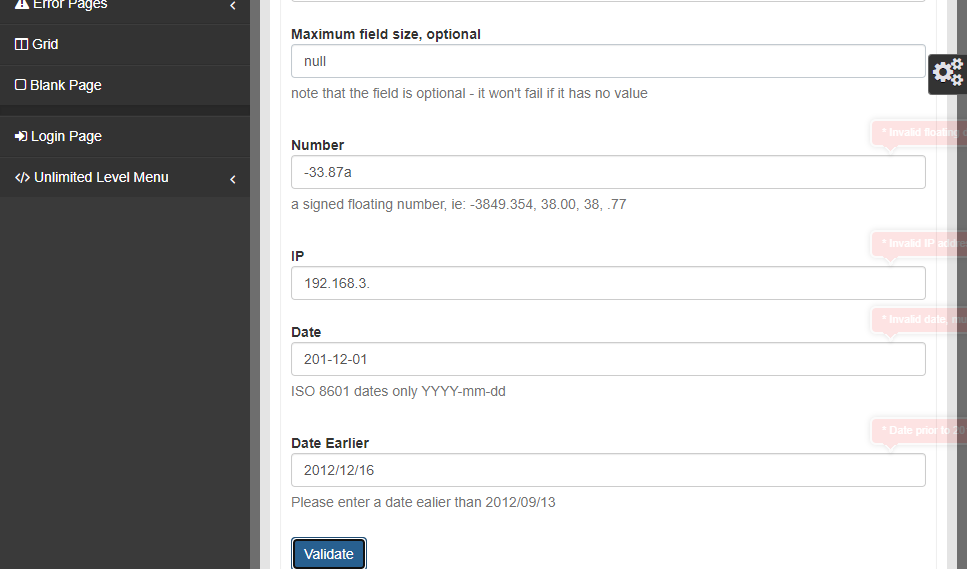 Error Pages
Grid
Blank Page
Login Page
</> Unlimited Level Menu
Maximum field size, optional
null
note that the field is optional - it won't fail if it has no value
* Invalid floating
Number
-33.87a
a signed floating number, ie: -3849.354, 38.00, 38, .77
* Invalid IP addre
IP
192.168.3.
* Invalid date, mu
Date
201-12-01
ISO 8601 dates only YYYY-mm-dd
* Date prior to 20
Date Earlier
2012/12/16
Please enter a date ealier than 2012/09/13
Validate